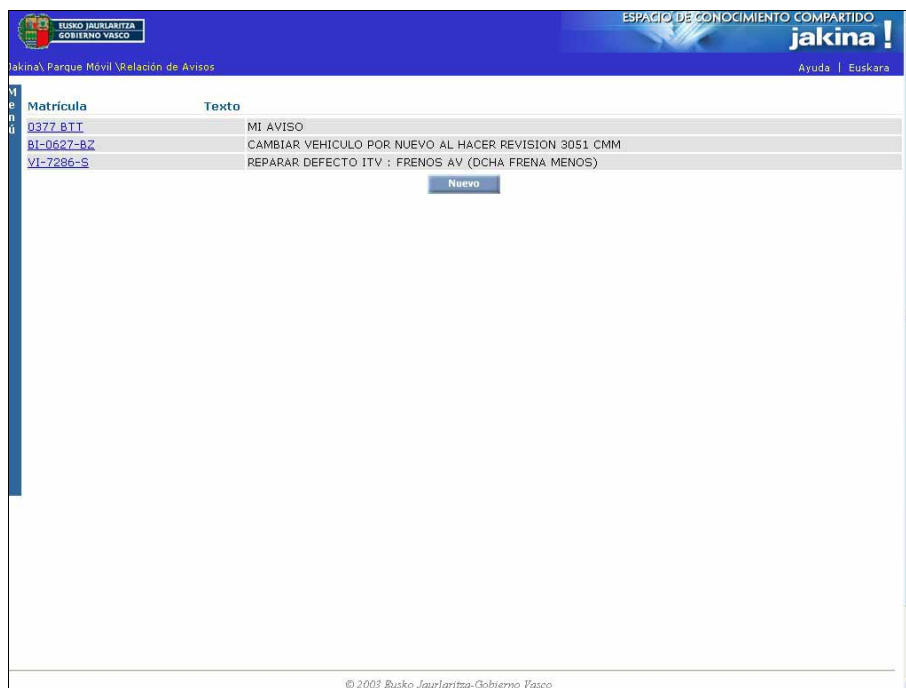 EUSKO JAURLARITZA
GOBIERNO VASCO
ESPACIO DE CONOCIMIENTO COMPARTIDO
jakina!
Jakina\ Parque Móvil \Relación de Avisos
Ayuda | Euskara
Menú
Matrícula Texto
0377 BTT MI AVISO
BI-0627-BZ CAMBIAR VEHICULO POR NUEVO AL HACER REVISION 3051 CMM
VI-7286-S REPARAR DEFECTO ITV : FRENOS AV (DCHA FRENA MENOS)
Nuevo
© 2003 Eusko Jaurlaritza-Gobierno Vasco